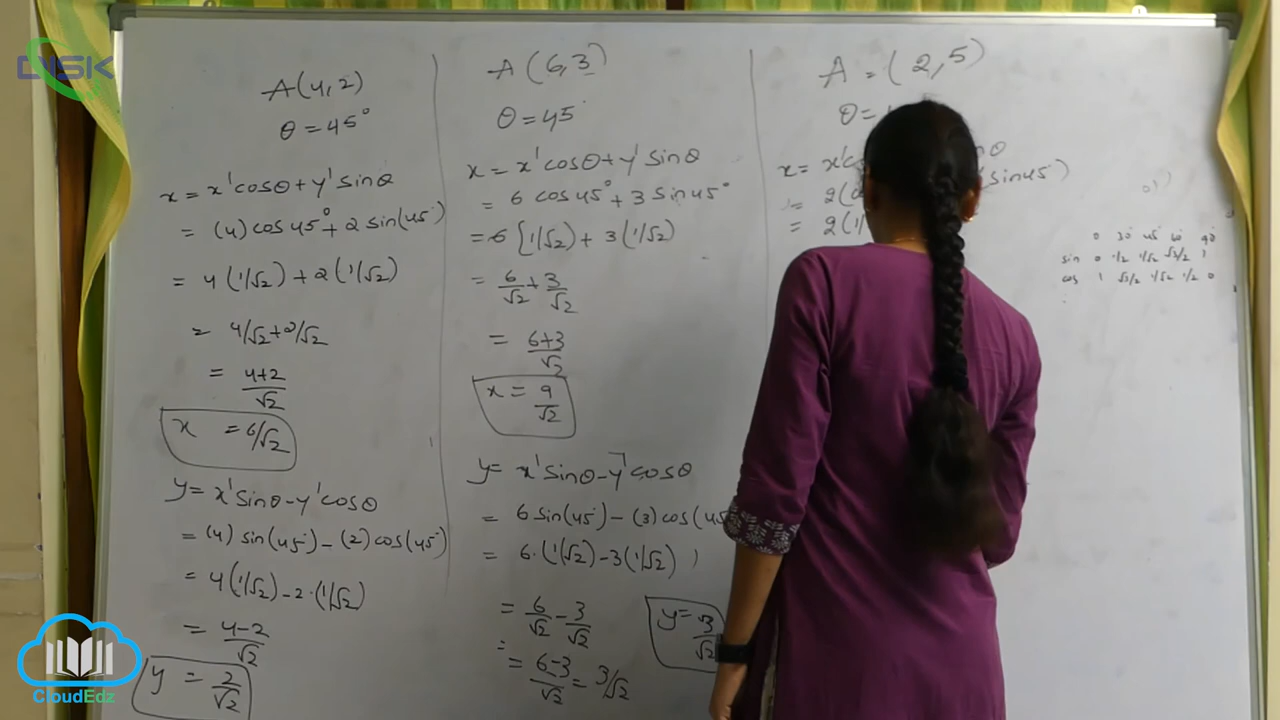 DYSK
A(4,2)
θ = 45°
x = x'cosθ + y' sinθ
= (4) cos 45° + 2 sin(45°)
= 4 (1/√2) + 2 (1/√2)
= 4/√2 + 2/√2
= 4+2/√2
x = 6/√2
y = x' sinθ - y' cosθ
= (4) sin(45°) - (2) cos(45°)
= 4 (1/√2) - 2·(1/√2)
= 4-2/√2
y = 2/√2
A (6,3)
θ = 45°
x = x' cosθ + y' sinθ
= 6 cos45° + 3 sin45°
= 6 [1/√2) + 3 (1/√2)
= 6/√2 + 3/√2
= 6+3/√2
x = 9/√2
y = x' sinθ - y' cosθ
= 6 sin(45°) - (3) cos(45
= 6·(1/√2) - 3(1/√2)
= 6/√2 - 3/√2
= 6-3/√2 = 3/√2
y = 3/√2
A = (2,5)
θ =
x = x'co θ
= 2(c sin45°)
= 2(1/
0 30° 45° 60° 90°
sin 0 1/2 1/√2 √3/2 1
cos 1 √3/2 1/√2 1/2 0
CloudEdz